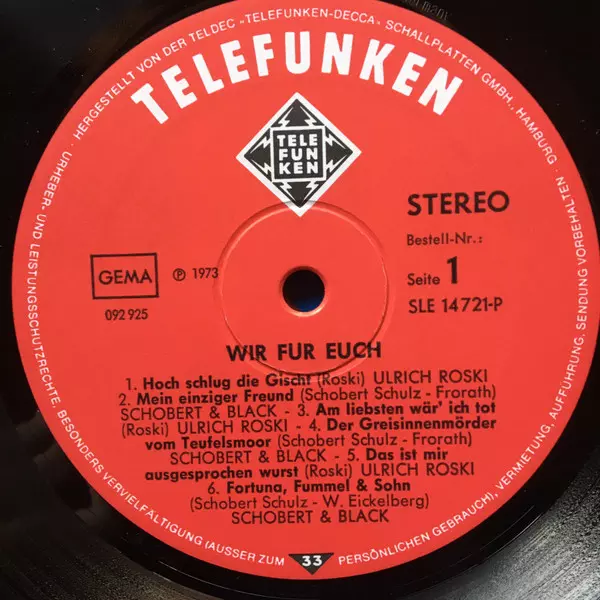 HERGESTELLT VON DER TELDEC »TELEFUNKEN-DECCA« SCHALLPLATTEN GMBH., HAMBURG · URHEBER- UND LEISTUNGSSCHUTZRECHTE, BESONDERS VERVIELFÄLTIGUNG (AUSSER ZUM PERSÖNLICHEN GEBRAUCH), VERMIETUNG, AUFFÜHRUNG, SENDUNG VORBEHALTEN ·
TELEFUNKEN
TELE
FUN
KEN
STEREO
Bestell-Nr.:
GEMA
℗ 1973
Seite 1
092 925
SLE 14 721-P
WIR FUR EUCH
1. Hoch schlug die Gischt (Roski) ULRICH ROSKI
2. Mein einziger Freund (Schobert Schulz - Frorath)
SCHOBERT & BLACK - 3. Am liebsten wär' ich tot
(Roski) ULRICH ROSKI - 4. Der Greisinnenmörder
vom Teufelsmoor (Schobert Schulz - Frorath)
SCHOBERT & BLACK - 5. Das ist mir
ausgesprochen wurst (Roski) ULRICH ROSKI
6. Fortuna, Fummel & Sohn
(Schobert Schulz - W. Eickelberg)
SCHOBERT & BLACK
33